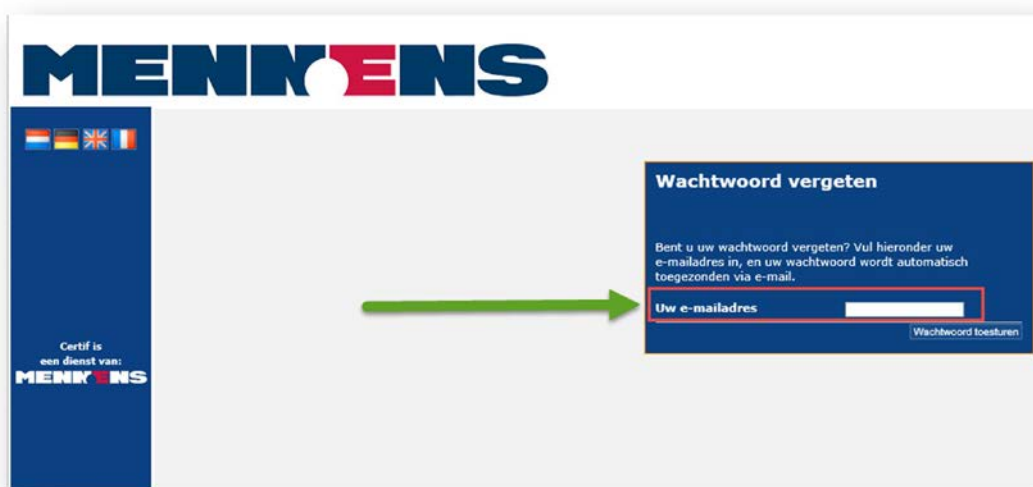 MENNENS
Wachtwoord vergeten
Bent u uw wachtwoord vergeten? Vul hieronder uw
e-mailadres in, en uw wachtwoord wordt automatisch
toegezonden via e-mail.
Uw e-mailadres
Wachtwoord toesturen
Certif is
een dienst van:
MENNENS